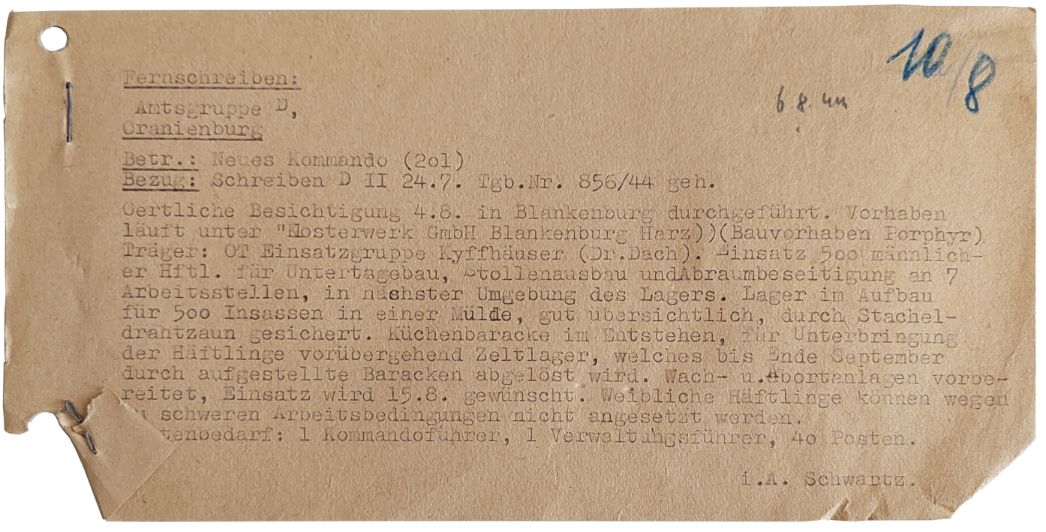 10/8
Fernschreiben:
6.8.44
Amtsgruppe D,
Oranienburg
Betr.: Neues Kommando (2ol)
Bezug: Schreiben D II 24.7. Tgb.Nr. 856/44 geh.
Oertliche Besichtigung 4.8. in Blankenburg durchgeführt. Vorhaben
läuft unter "Klosterwerk GmbH Blankenburg Harz))(Bauvorhaben Porphyr)
Träger: OT Einsatzgruppe Kyffhäuser (Dr.Dach). Einsatz 5oo männlich-
er Hftl. für Untertagebau, Stollenausbau undAbraumbeseitigung an 7
Arbeitsstellen, in nächster Umgebung des Lagers. Lager im Aufbau
für 5oo Insassen in einer Mulde, gut übersichtlich, durch Stachel-
drantzaun gesichert. Küchenbaracke im Entstehen, für Unterbringung
der Häftlinge vorübergehend Zeltlager, welches bis Ende September
durch aufgestellte Baracken abgelöst wird. Wach- u.Abortanlagen vorbe-
reitet, Einsatz wird 15.8. gewünscht. Weibliche Häftlinge können wegen
zu schweren Arbeitsbedingungen nicht angesetzt werden.
tenbedarf: 1 Kommandoführer, 1 Verwaltungsführer, 4o Posten.
i.A. Schwartz.